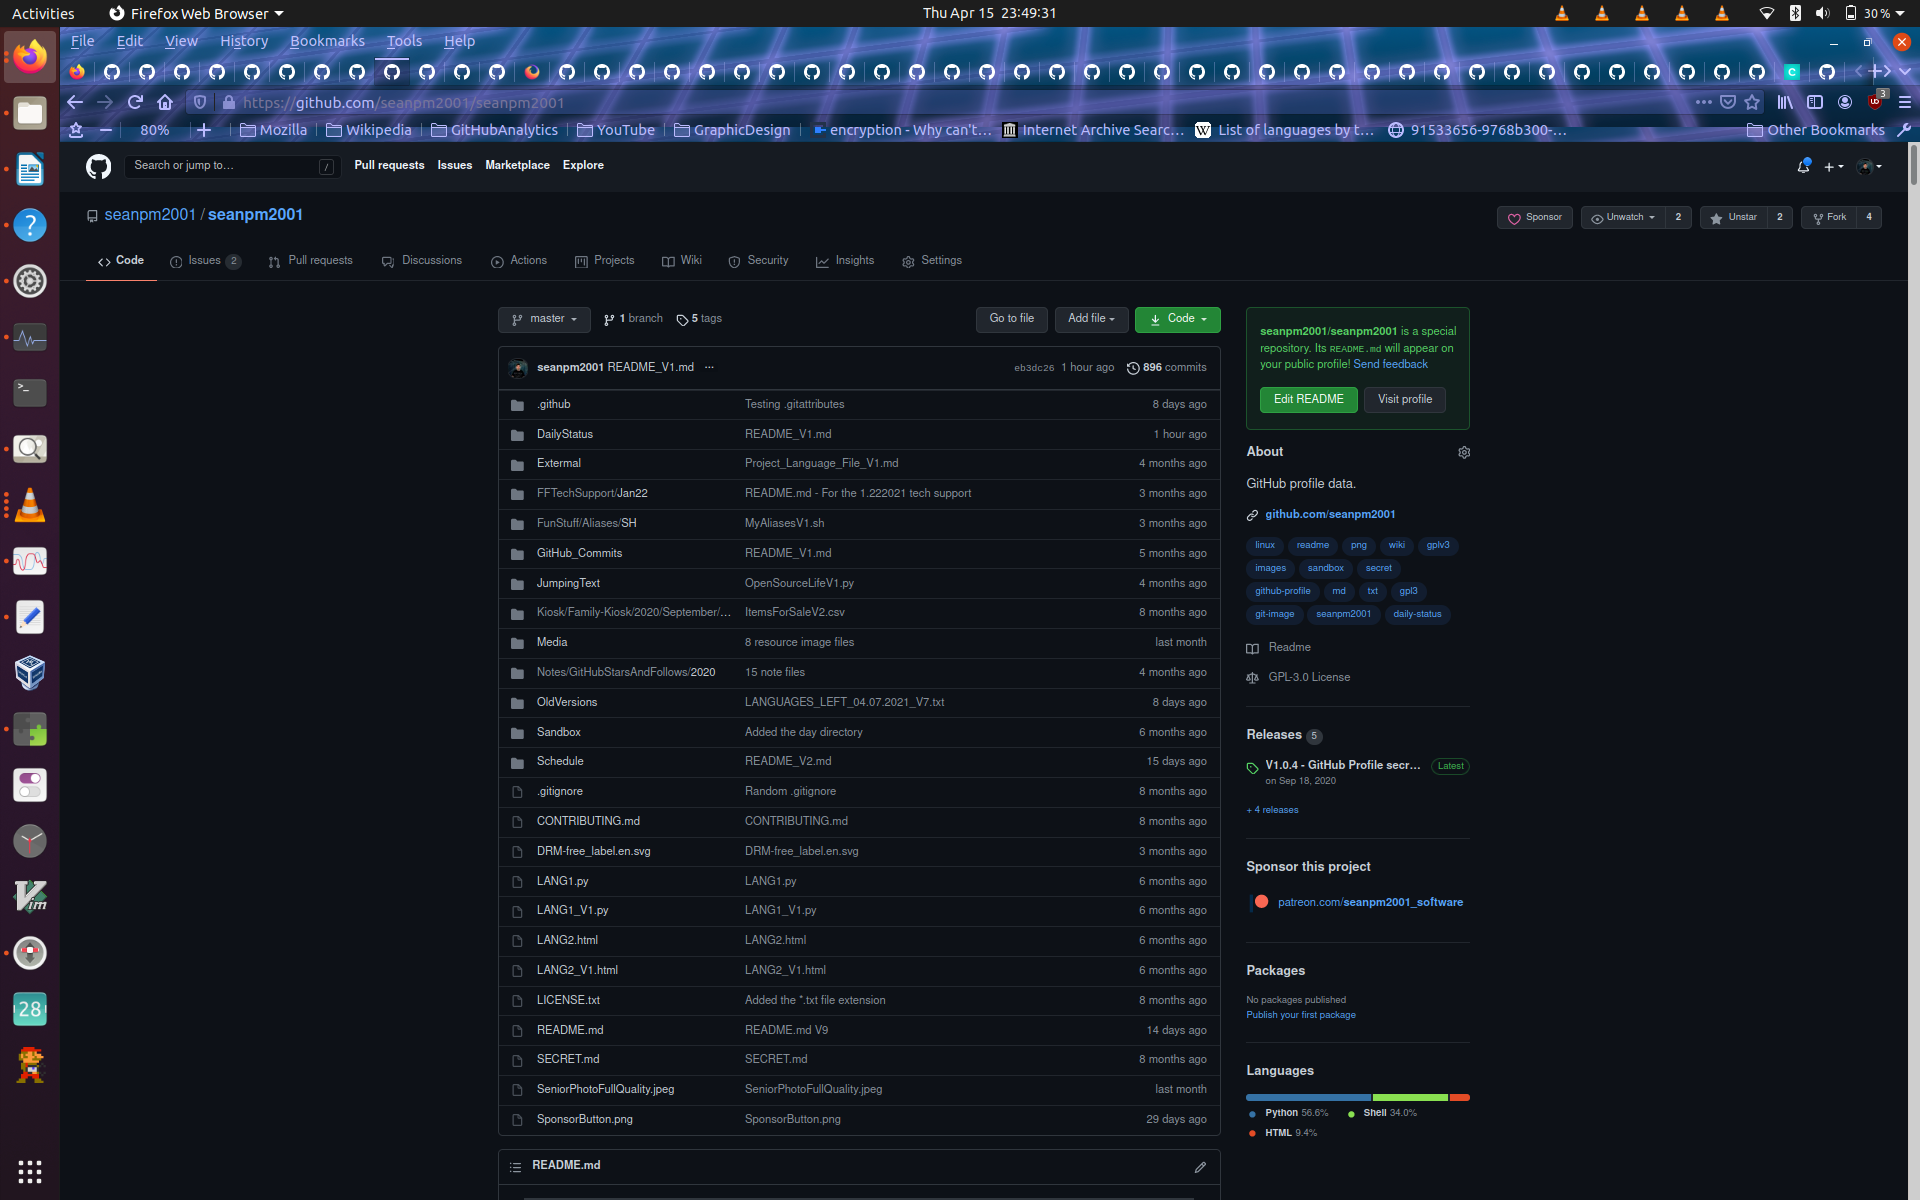 Activities Firefox Web Browser Thu Apr 15 23:49:31 30 %
File Edit View History Bookmarks Tools Help
https://github.com/seanpm2001/seanpm2001 3
80% Mozilla Wikipedia GitHubAnalytics YouTube GraphicDesign encryption - Why can't... Internet Archive Searc... List of languages by t... 91533656-9768b300-... Other Bookmarks
Search or jump to... / Pull requests Issues Marketplace Explore
seanpm2001 / seanpm2001 Sponsor Unwatch 2 Unstar 2 Fork 4
Code Issues 2 Pull requests Discussions Actions Projects Wiki Security Insights Settings
master 1 branch 5 tags Go to file Add file Code
seanpm2001 README_V1.md ... eb3dc26 1 hour ago 896 commits
.github Testing .gitattributes 8 days ago
DailyStatus README_V1.md 1 hour ago
Extermal Project_Language_File_V1.md 4 months ago
FFTechSupport/Jan22 README.md - For the 1.222021 tech support 3 months ago
FunStuff/Aliases/SH MyAliasesV1.sh 3 months ago
GitHub_Commits README_V1.md 5 months ago
JumpingText OpenSourceLifeV1.py 4 months ago
Kiosk/Family-Kiosk/2020/September/... ItemsForSaleV2.csv 8 months ago
Media 8 resource image files last month
Notes/GitHubStarsAndFollows/2020 15 note files 4 months ago
OldVersions LANGUAGES_LEFT_04.07.2021_V7.txt 8 days ago
Sandbox Added the day directory 6 months ago
Schedule README_V2.md 15 days ago
.gitignore Random .gitignore 8 months ago
CONTRIBUTING.md CONTRIBUTING.md 8 months ago
DRM-free_label.en.svg DRM-free_label.en.svg 3 months ago
LANG1.py LANG1.py 6 months ago
LANG1_V1.py LANG1_V1.py 6 months ago
LANG2.html LANG2.html 6 months ago
LANG2_V1.html LANG2_V1.html 6 months ago
LICENSE.txt Added the *.txt file extension 8 months ago
README.md README.md V9 14 days ago
SECRET.md SECRET.md 8 months ago
SeniorPhotoFullQuality.jpeg SeniorPhotoFullQuality.jpeg last month
SponsorButton.png SponsorButton.png 29 days ago
README.md
seanpm2001/seanpm2001 is a special
repository. Its README.md will appear on
your public profile! Send feedback
Edit README Visit profile
About
GitHub profile data.
github.com/seanpm2001
linux readme png wiki gplv3
images sandbox secret
github-profile md txt gpl3
git-image seanpm2001 daily-status
Readme
GPL-3.0 License
Releases 5
V1.0.4 - GitHub Profile secr... Latest
on Sep 18, 2020
+ 4 releases
Sponsor this project
patreon.com/seanpm2001_software
Packages
No packages published
Publish your first package
Languages
Python 56.6% Shell 34.0%
HTML 9.4%
28